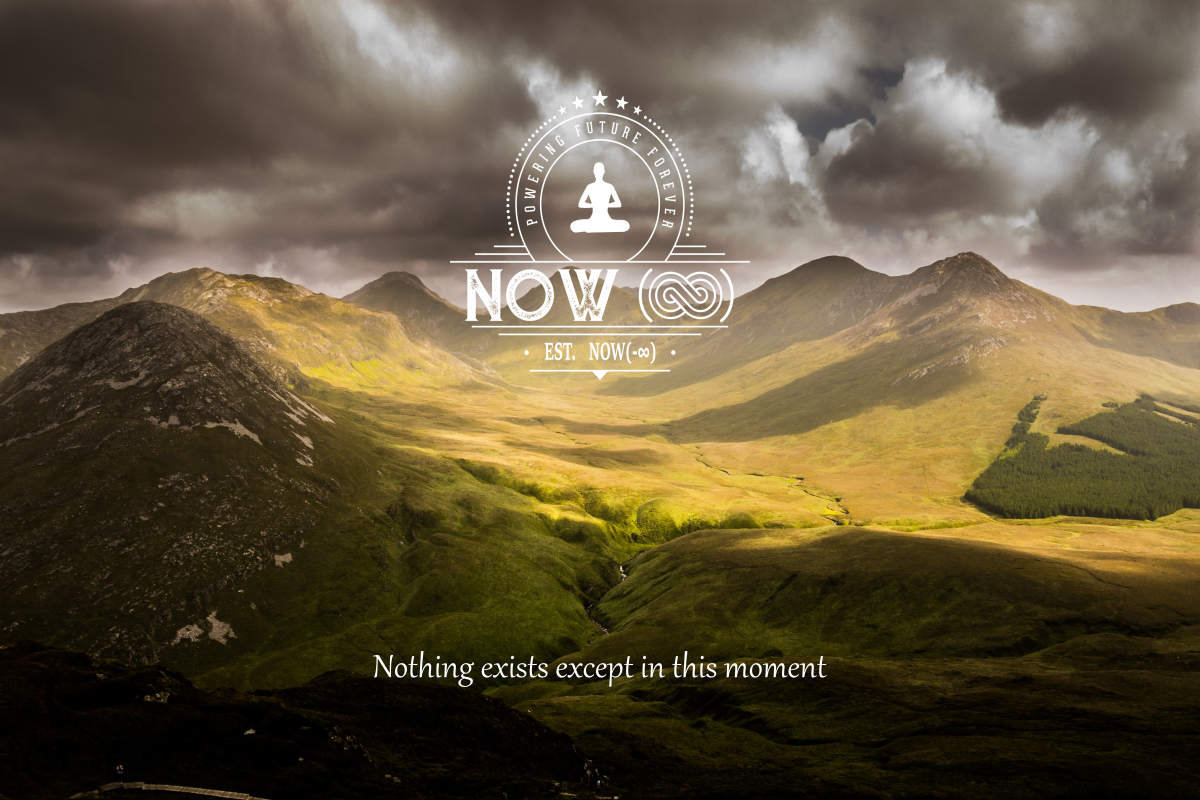 POWERING FUTURE FOREVER
NOW (∞)
• EST. NOW(-∞) •
Nothing exists except in this moment